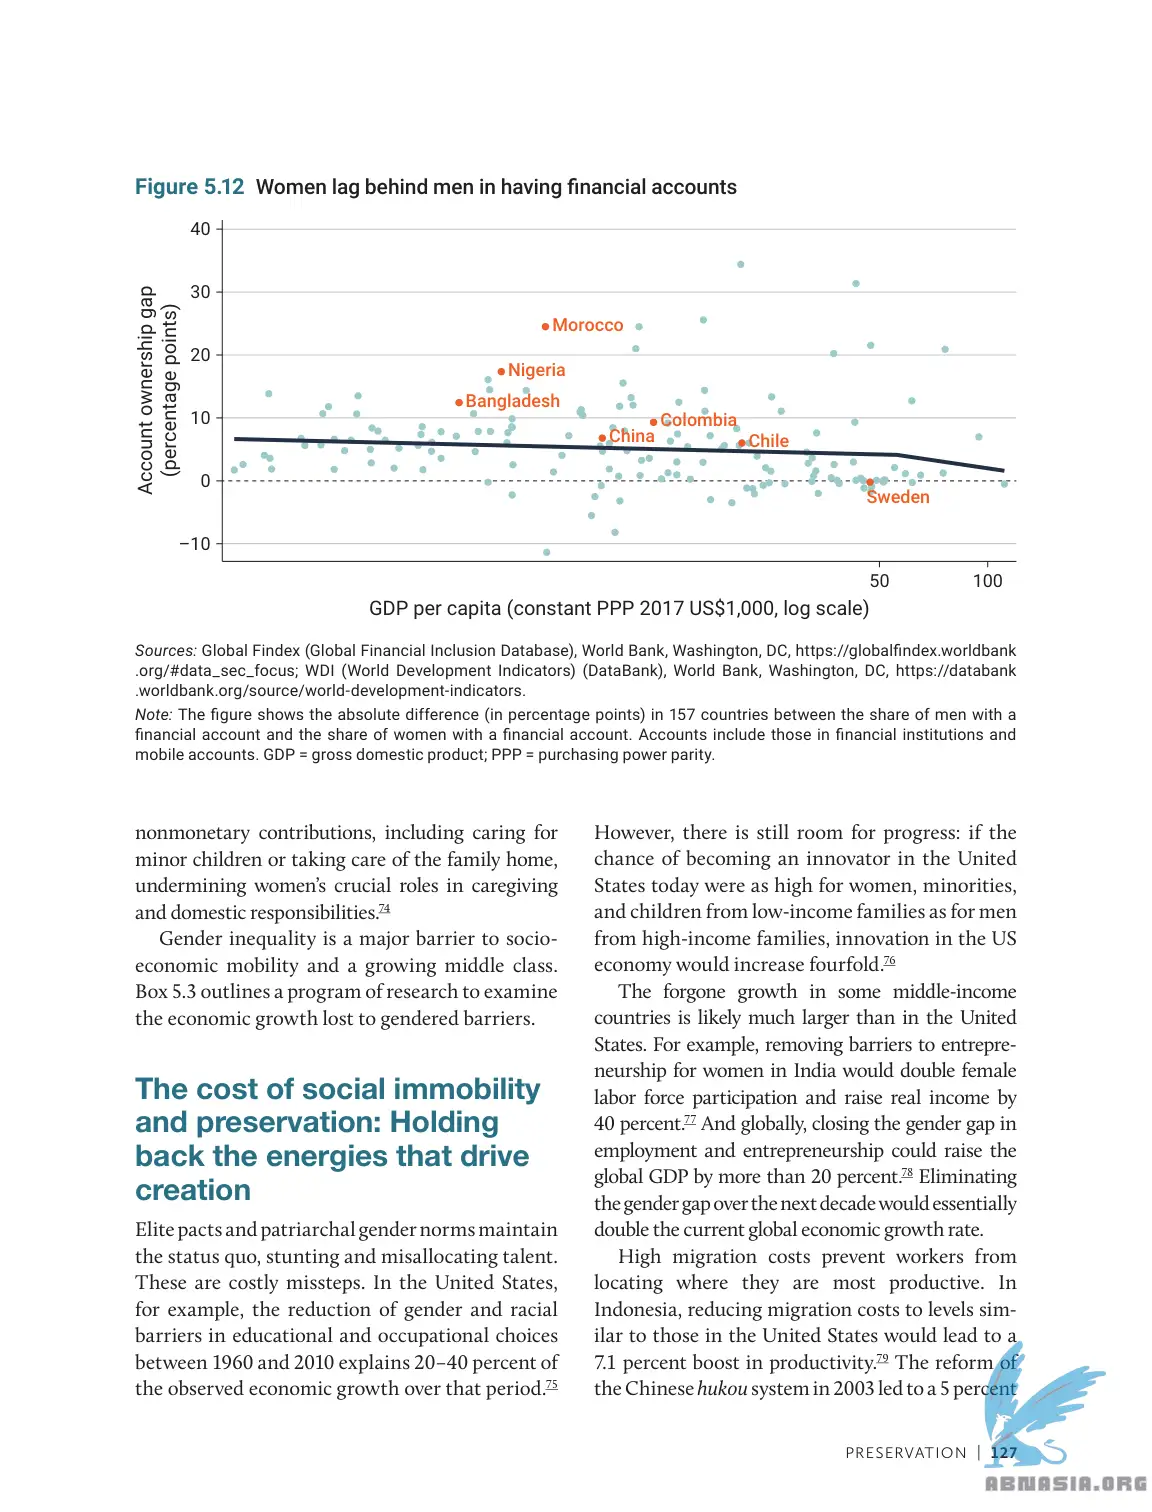 Figure 5.12 Women lag behind men in having financial accounts
40
30
20
10
0
–10
Account ownership gap
(percentage points)
Morocco
Nigeria
Bangladesh
Colombia
China
Chile
Sweden
50
100
GDP per capita (constant PPP 2017 US$1,000, log scale)
Sources: Global Findex (Global Financial Inclusion Database), World Bank, Washington, DC, https://globalfindex.worldbank
.org/#data_sec_focus; WDI (World Development Indicators) (DataBank), World Bank, Washington, DC, https://databank
.worldbank.org/source/world-development-indicators.
Note: The figure shows the absolute difference (in percentage points) in 157 countries between the share of men with a
financial account and the share of women with a financial account. Accounts include those in financial institutions and
mobile accounts. GDP = gross domestic product; PPP = purchasing power parity.
nonmonetary contributions, including caring for
minor children or taking care of the family home,
undermining women’s crucial roles in caregiving
and domestic responsibilities.74
Gender inequality is a major barrier to socio-
economic mobility and a growing middle class.
Box 5.3 outlines a program of research to examine
the economic growth lost to gendered barriers.
The cost of social immobility
and preservation: Holding
back the energies that drive
creation
Elite pacts and patriarchal gender norms maintain
the status quo, stunting and misallocating talent.
These are costly missteps. In the United States,
for example, the reduction of gender and racial
barriers in educational and occupational choices
between 1960 and 2010 explains 20–40 percent of
the observed economic growth over that period.75
However, there is still room for progress: if the
chance of becoming an innovator in the United
States today were as high for women, minorities,
and children from low-income families as for men
from high-income families, innovation in the US
economy would increase fourfold.76
The forgone growth in some middle-income
countries is likely much larger than in the United
States. For example, removing barriers to entrepre-
neurship for women in India would double female
labor force participation and raise real income by
40 percent.77 And globally, closing the gender gap in
employment and entrepreneurship could raise the
global GDP by more than 20 percent.78 Eliminating
the gender gap over the next decade would essentially
double the current global economic growth rate.
High migration costs prevent workers from
locating where they are most productive. In
Indonesia, reducing migration costs to levels sim-
ilar to those in the United States would lead to a
7.1 percent boost in productivity.79 The reform of
the Chinese hukou system in 2003 led to a 5 percent
PRESERVATION | 127
ABNASIA.ORG